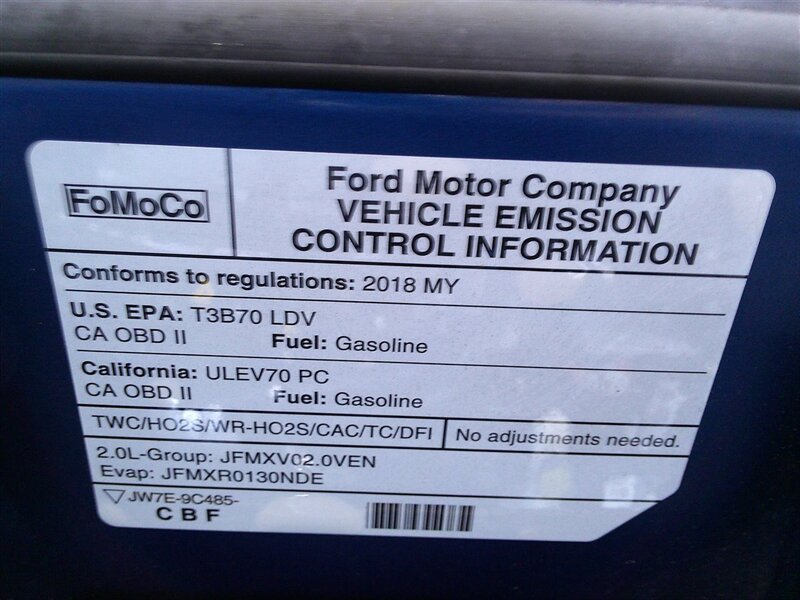 FoMoCo
Ford Motor Company
VEHICLE EMISSION
CONTROL INFORMATION
Conforms to regulations: 2018 MY
U.S. EPA: T3B70 LDV
CA OBD II Fuel: Gasoline
California: ULEV70 PC
CA OBD II Fuel: Gasoline
TWC/HO2S/WR-HO2S/CAC/TC/DFI No adjustments needed.
2.0L-Group: JFMXV02.0VEN
Evap: JFMXR0130NDE
JW7E-9C485-
CBF